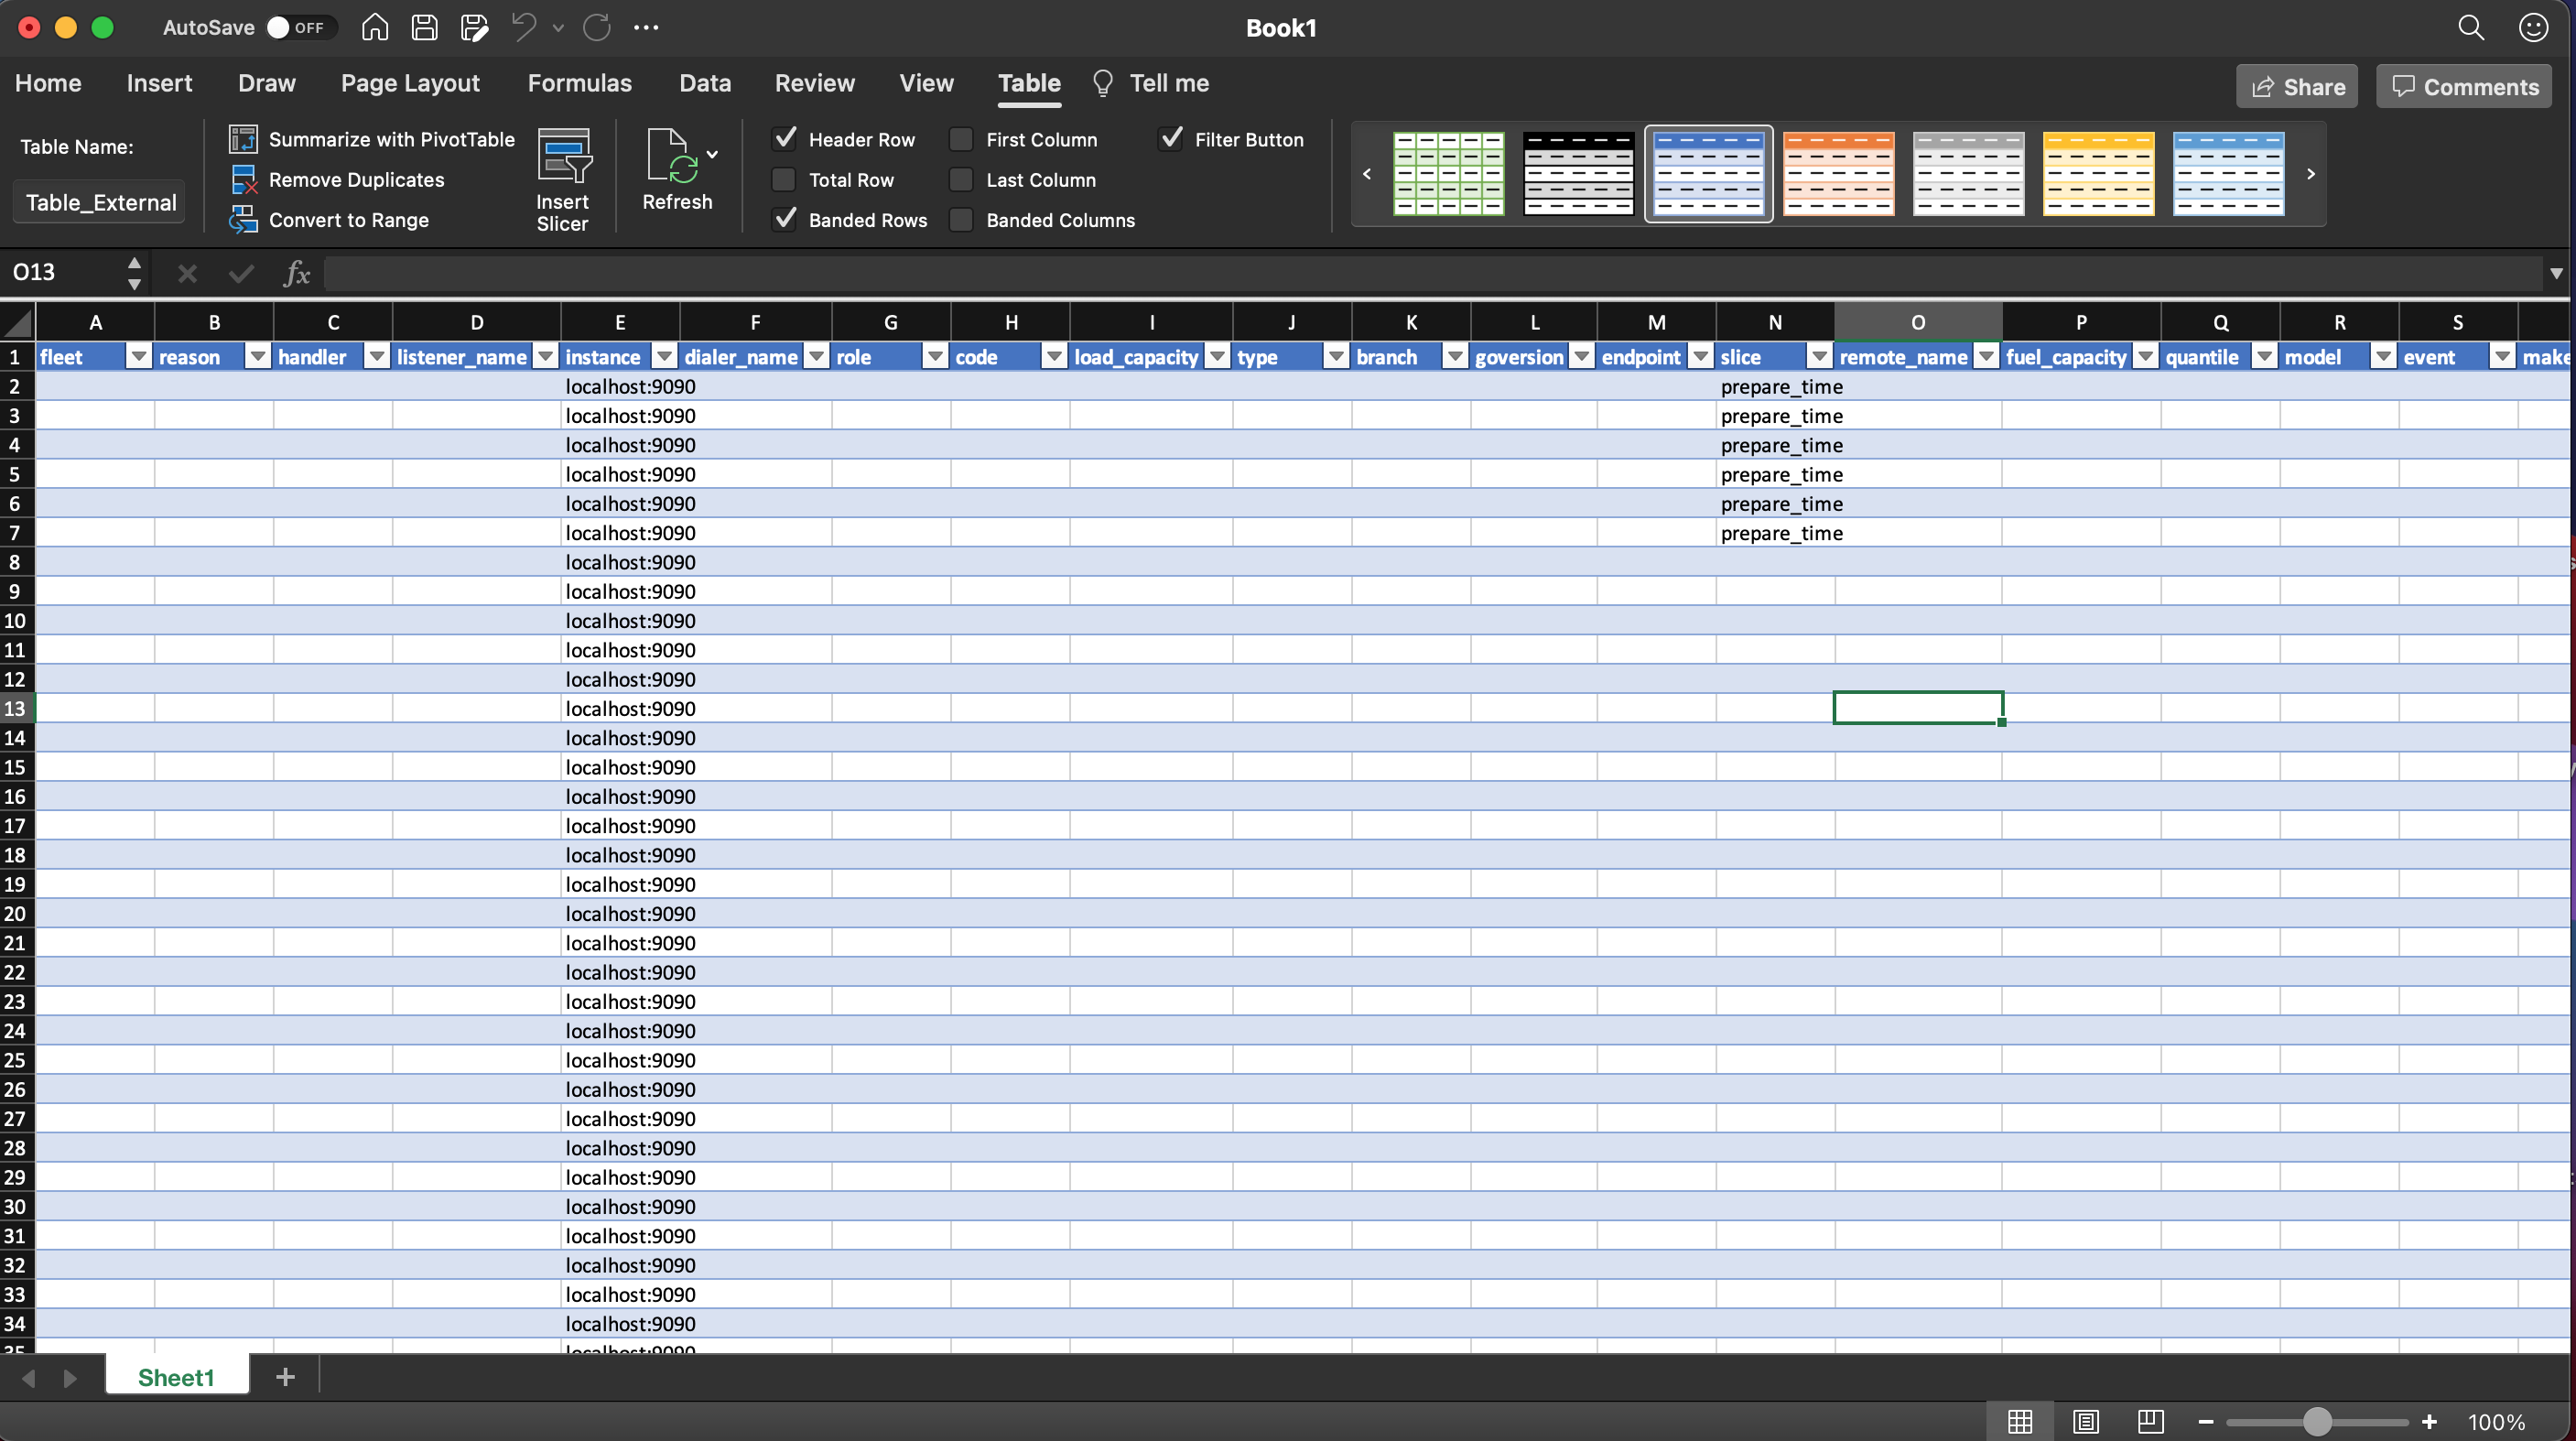 AutoSave OFF Book1
Home Insert Draw Page Layout Formulas Data Review View Table Tell me Share Comments
Table Name:
Table_External
Summarize with PivotTable
Remove Duplicates
Convert to Range
Insert
Slicer
Refresh
Header Row First Column Filter Button
Total Row Last Column
Banded Rows Banded Columns
O13 fx
A B C D E F G H I J K L M N O P Q R S
1 fleet reason handler listener_name instance dialer_name role code load_capacity type branch goversion endpoint slice remote_name fuel_capacity quantile model event make
2 localhost:9090 prepare_time
3 localhost:9090 prepare_time
4 localhost:9090 prepare_time
5 localhost:9090 prepare_time
6 localhost:9090 prepare_time
7 localhost:9090 prepare_time
8 localhost:9090
9 localhost:9090
10 localhost:9090
11 localhost:9090
12 localhost:9090
13 localhost:9090
14 localhost:9090
15 localhost:9090
16 localhost:9090
17 localhost:9090
18 localhost:9090
19 localhost:9090
20 localhost:9090
21 localhost:9090
22 localhost:9090
23 localhost:9090
24 localhost:9090
25 localhost:9090
26 localhost:9090
27 localhost:9090
28 localhost:9090
29 localhost:9090
30 localhost:9090
31 localhost:9090
32 localhost:9090
33 localhost:9090
34 localhost:9090
35 localhost:9090
Sheet1
100%